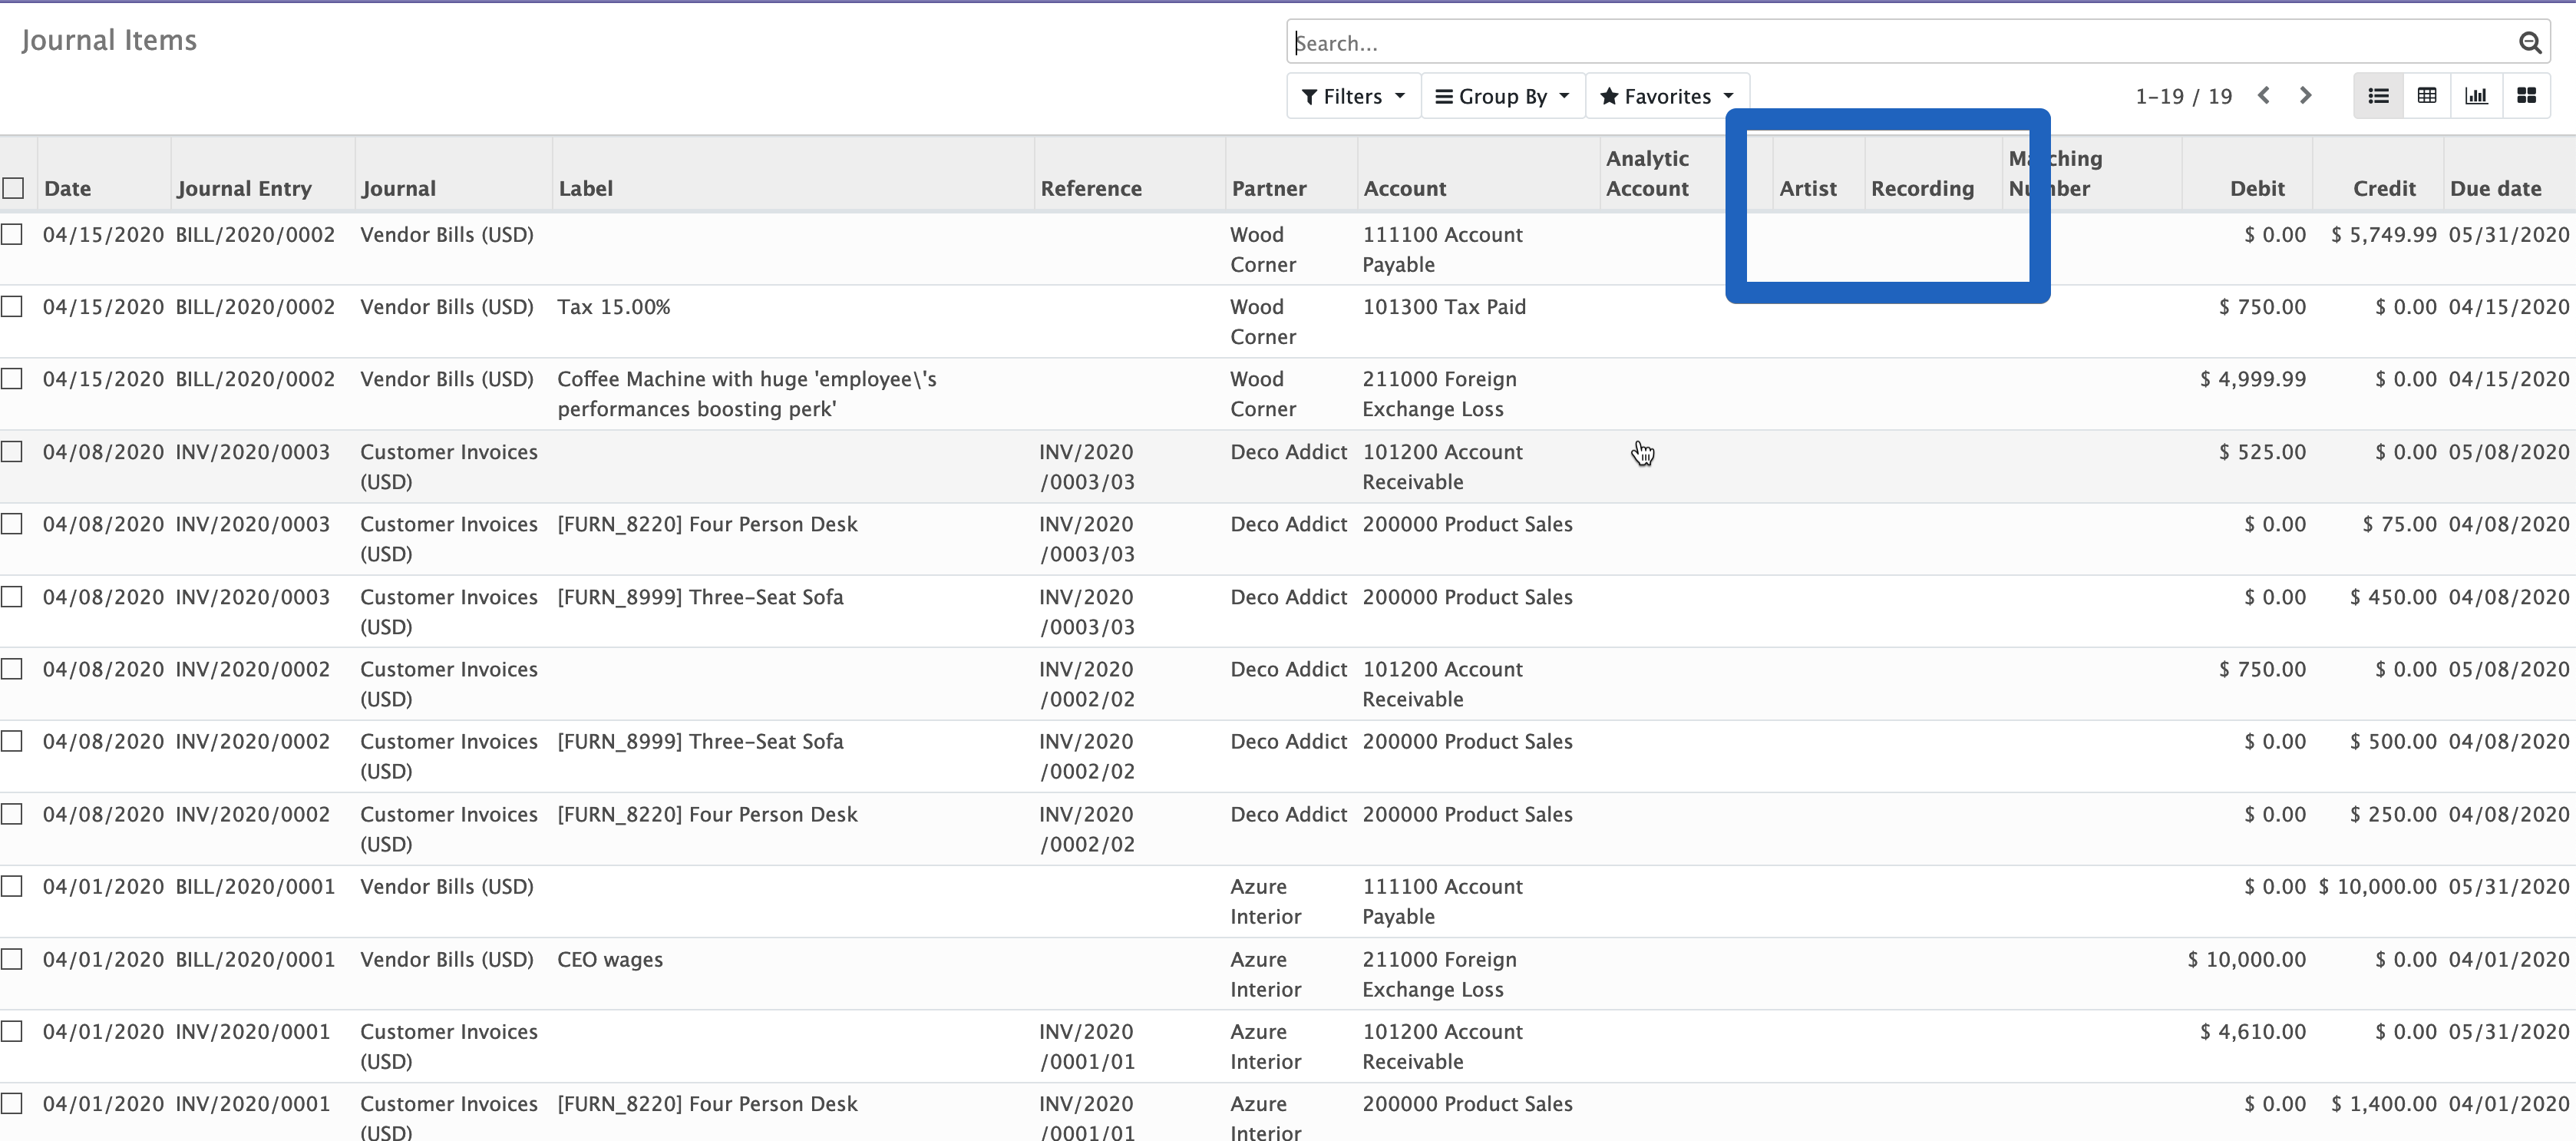 Journal Items
Search...
Filters Group By Favorites 1-19 / 19
Date Journal Entry Journal Label Reference Partner Account Analytic Account Artist Recording Number Debit Credit Due date
04/15/2020 BILL/2020/0002 Vendor Bills (USD) Wood Corner 111100 Account Payable $ 0.00 $ 5,749.99 05/31/2020
04/15/2020 BILL/2020/0002 Vendor Bills (USD) Tax 15.00% Wood Corner 101300 Tax Paid $ 750.00 $ 0.00 04/15/2020
04/15/2020 BILL/2020/0002 Vendor Bills (USD) Coffee Machine with huge 'employee\'s performances boosting perk' Wood Corner 211000 Foreign Exchange Loss $ 4,999.99 $ 0.00 04/15/2020
04/08/2020 INV/2020/0003 Customer Invoices (USD) INV/2020/0003/03 Deco Addict 101200 Account Receivable $ 525.00 $ 0.00 05/08/2020
04/08/2020 INV/2020/0003 Customer Invoices (USD) [FURN_8220] Four Person Desk INV/2020/0003/03 Deco Addict 200000 Product Sales $ 0.00 $ 75.00 04/08/2020
04/08/2020 INV/2020/0003 Customer Invoices (USD) [FURN_8999] Three-Seat Sofa INV/2020/0003/03 Deco Addict 200000 Product Sales $ 0.00 $ 450.00 04/08/2020
04/08/2020 INV/2020/0002 Customer Invoices (USD) INV/2020/0002/02 Deco Addict 101200 Account Receivable $ 750.00 $ 0.00 05/08/2020
04/08/2020 INV/2020/0002 Customer Invoices (USD) [FURN_8999] Three-Seat Sofa INV/2020/0002/02 Deco Addict 200000 Product Sales $ 0.00 $ 500.00 04/08/2020
04/08/2020 INV/2020/0002 Customer Invoices (USD) [FURN_8220] Four Person Desk INV/2020/0002/02 Deco Addict 200000 Product Sales $ 0.00 $ 250.00 04/08/2020
04/01/2020 BILL/2020/0001 Vendor Bills (USD) Azure Interior 111100 Account Payable $ 0.00 $ 10,000.00 05/31/2020
04/01/2020 BILL/2020/0001 Vendor Bills (USD) CEO wages Azure Interior 211000 Foreign Exchange Loss $ 10,000.00 $ 0.00 04/01/2020
04/01/2020 INV/2020/0001 Customer Invoices (USD) INV/2020/0001/01 Azure Interior 101200 Account Receivable $ 4,610.00 $ 0.00 05/31/2020
04/01/2020 INV/2020/0001 Customer Invoices (USD) [FURN_8220] Four Person Desk INV/2020/0001/01 Azure Interior 200000 Product Sales $ 0.00 $ 1,400.00 04/01/2020